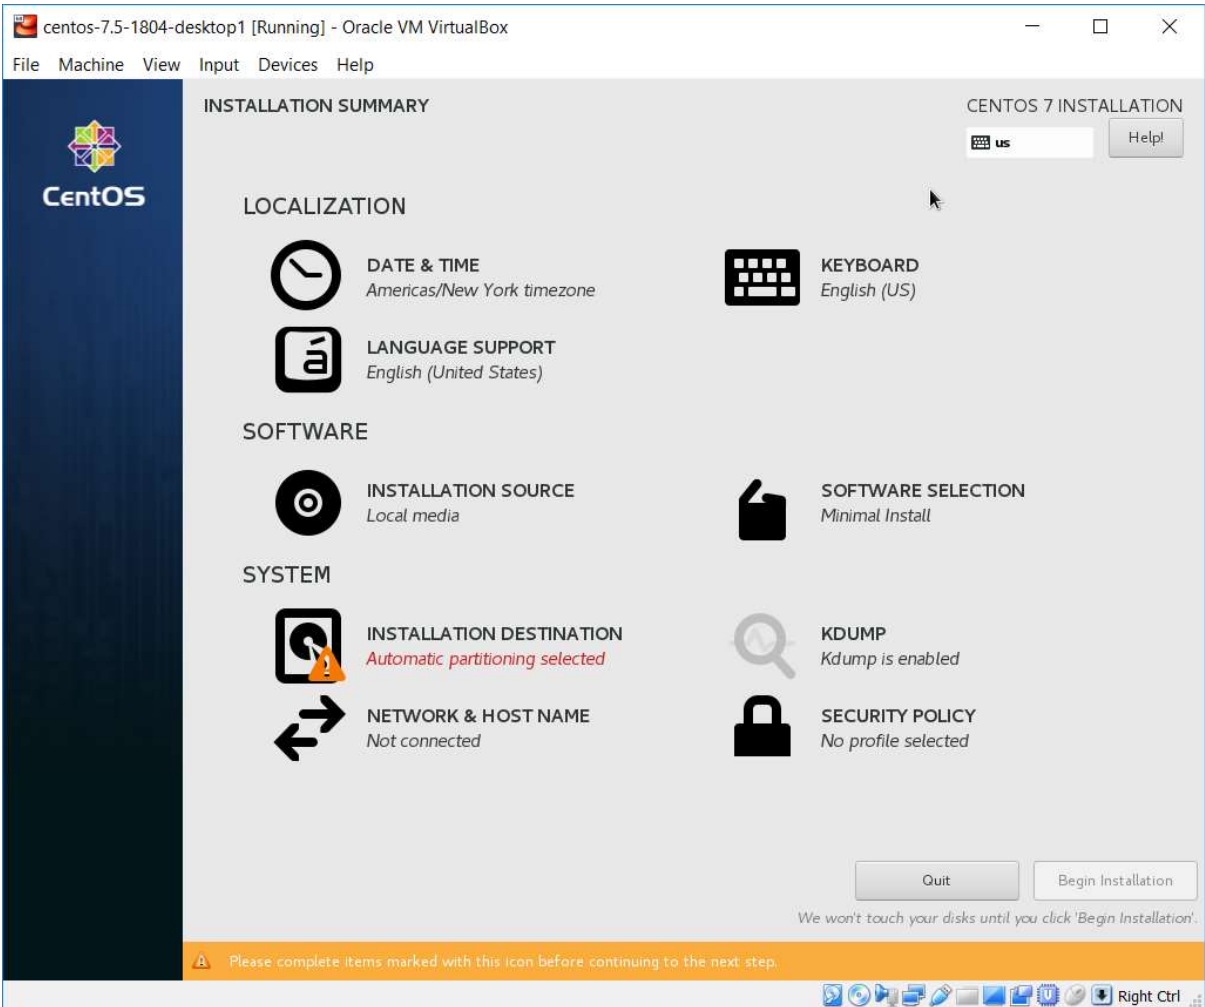 centos-7.5-1804-desktop1 [Running] - Oracle VM VirtualBox
File Machine View Input Devices Help
CentOS
INSTALLATION SUMMARY
CENTOS 7 INSTALLATION
us
Help!
LOCALIZATION
DATE & TIME
Americas/New York timezone
KEYBOARD
English (US)
LANGUAGE SUPPORT
English (United States)
SOFTWARE
INSTALLATION SOURCE
Local media
SOFTWARE SELECTION
Minimal Install
SYSTEM
INSTALLATION DESTINATION
Automatic partitioning selected
KDUMP
Kdump is enabled
NETWORK & HOST NAME
Not connected
SECURITY POLICY
No profile selected
Quit
Begin Installation
We won't touch your disks until you click 'Begin Installation'.
Please complete items marked with this icon before continuing to the next step.
Right Ctrl